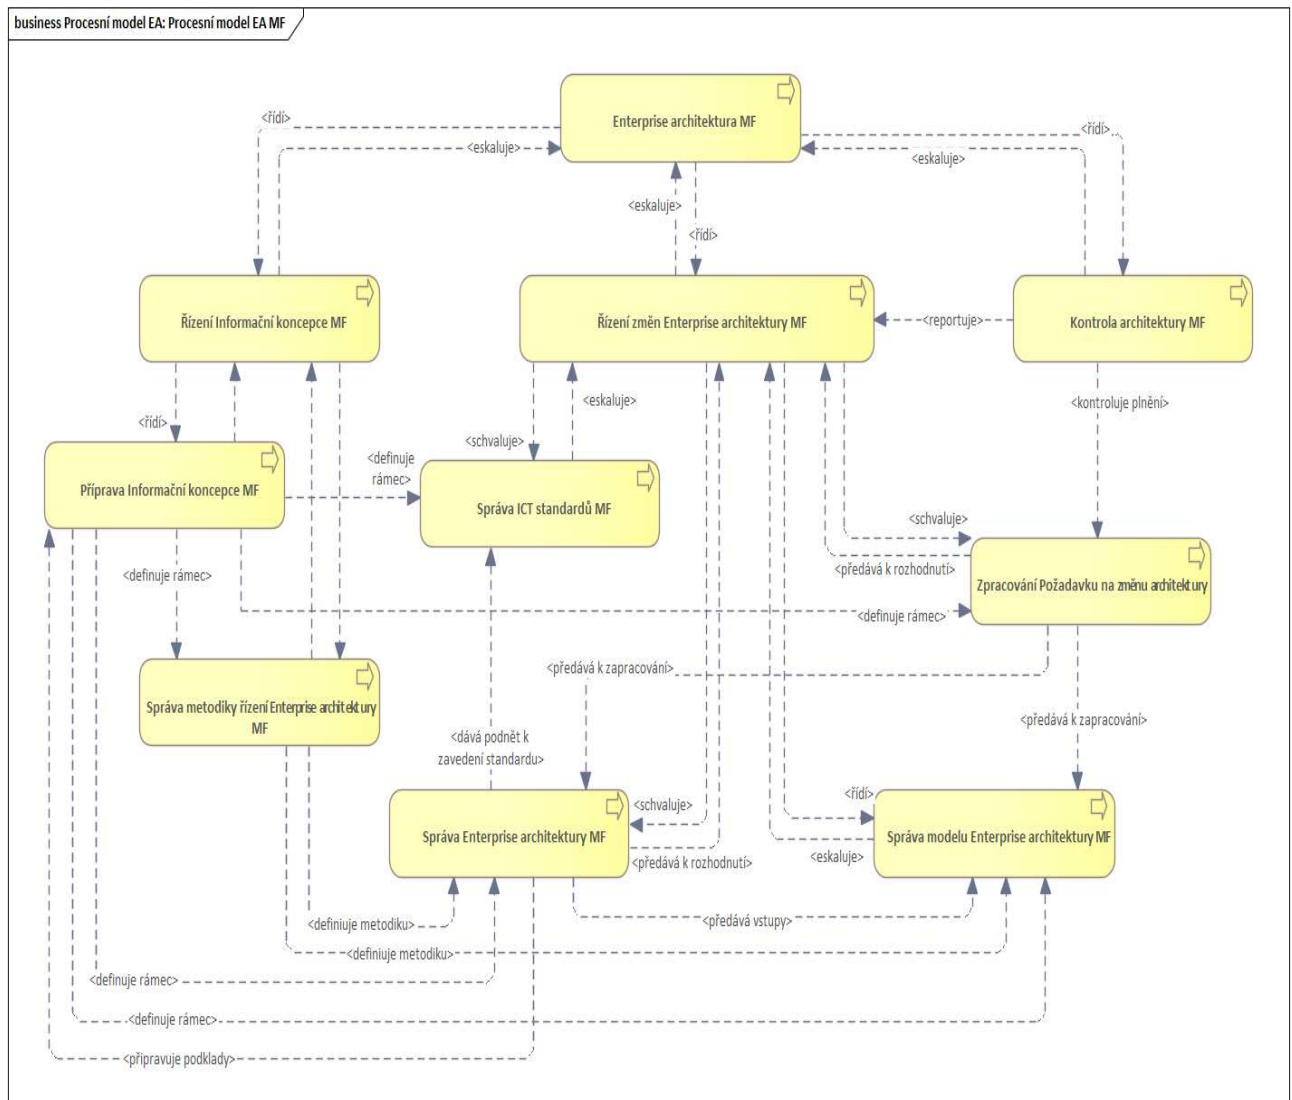 business Procesní model EA: Procesní model EA MF
Enterprise architektura MF
<řídí>
<řídí>
<eskaluje>
<eskaluje>
<eskaluje>
<řídí>
Řízení Informační koncepce MF
Řízení změn Enterprise architektury MF
Kontrola architektury MF
<reportuje>
<kontroluje plnění>
<eskaluje>
<řídí>
<schvaluje>
<definuje
rámec>
Příprava Informační koncepce MF
Správa ICT standardů MF
<schvaluje>
<předává k rozhodnutí>
<definuje rámec>
Zpracování Požadavku na změnu architektury
<definuje rámec>
<předává k zapracování>
Správa metodiky řízení Enterprise architektury
MF
<předává k zapracování>
<dává podnět k
zavedení standardu>
<řídí>
<schvaluje>
Správa Enterprise architektury MF
Správa modelu Enterprise architektury MF
<předává k rozhodnutí>
<eskaluje>
<definiuje metodiku>
<předává vstupy>
<definiuje metodiku>
<definuje rámec>
<definuje rámec>
<připravuje podklady>